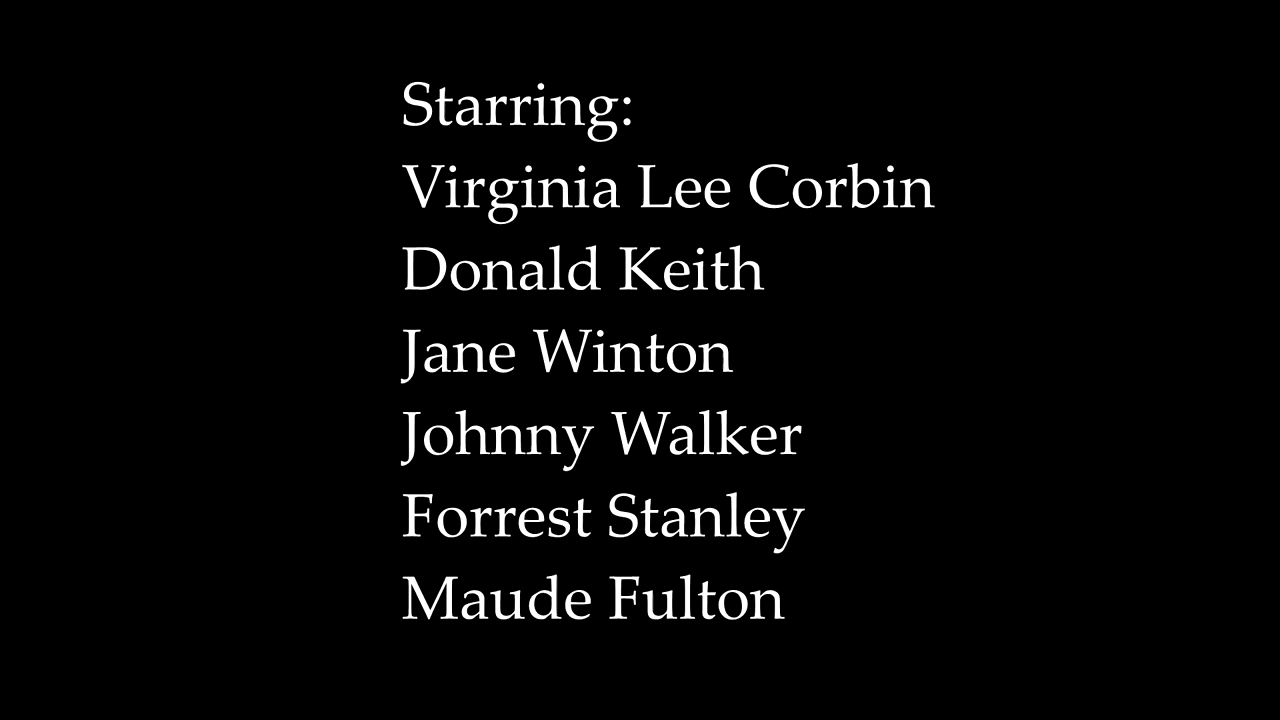 Starring:
Virginia Lee Corbin
Donald Keith
Jane Winton
Johnny Walker
Forrest Stanley
Maude Fulton